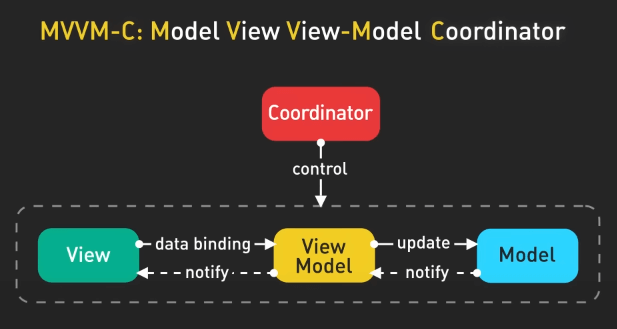 MVVM-C: Model View View-Model Coordinator
Coordinator
control
View
data binding
notify
View
Model
update
notify
Model